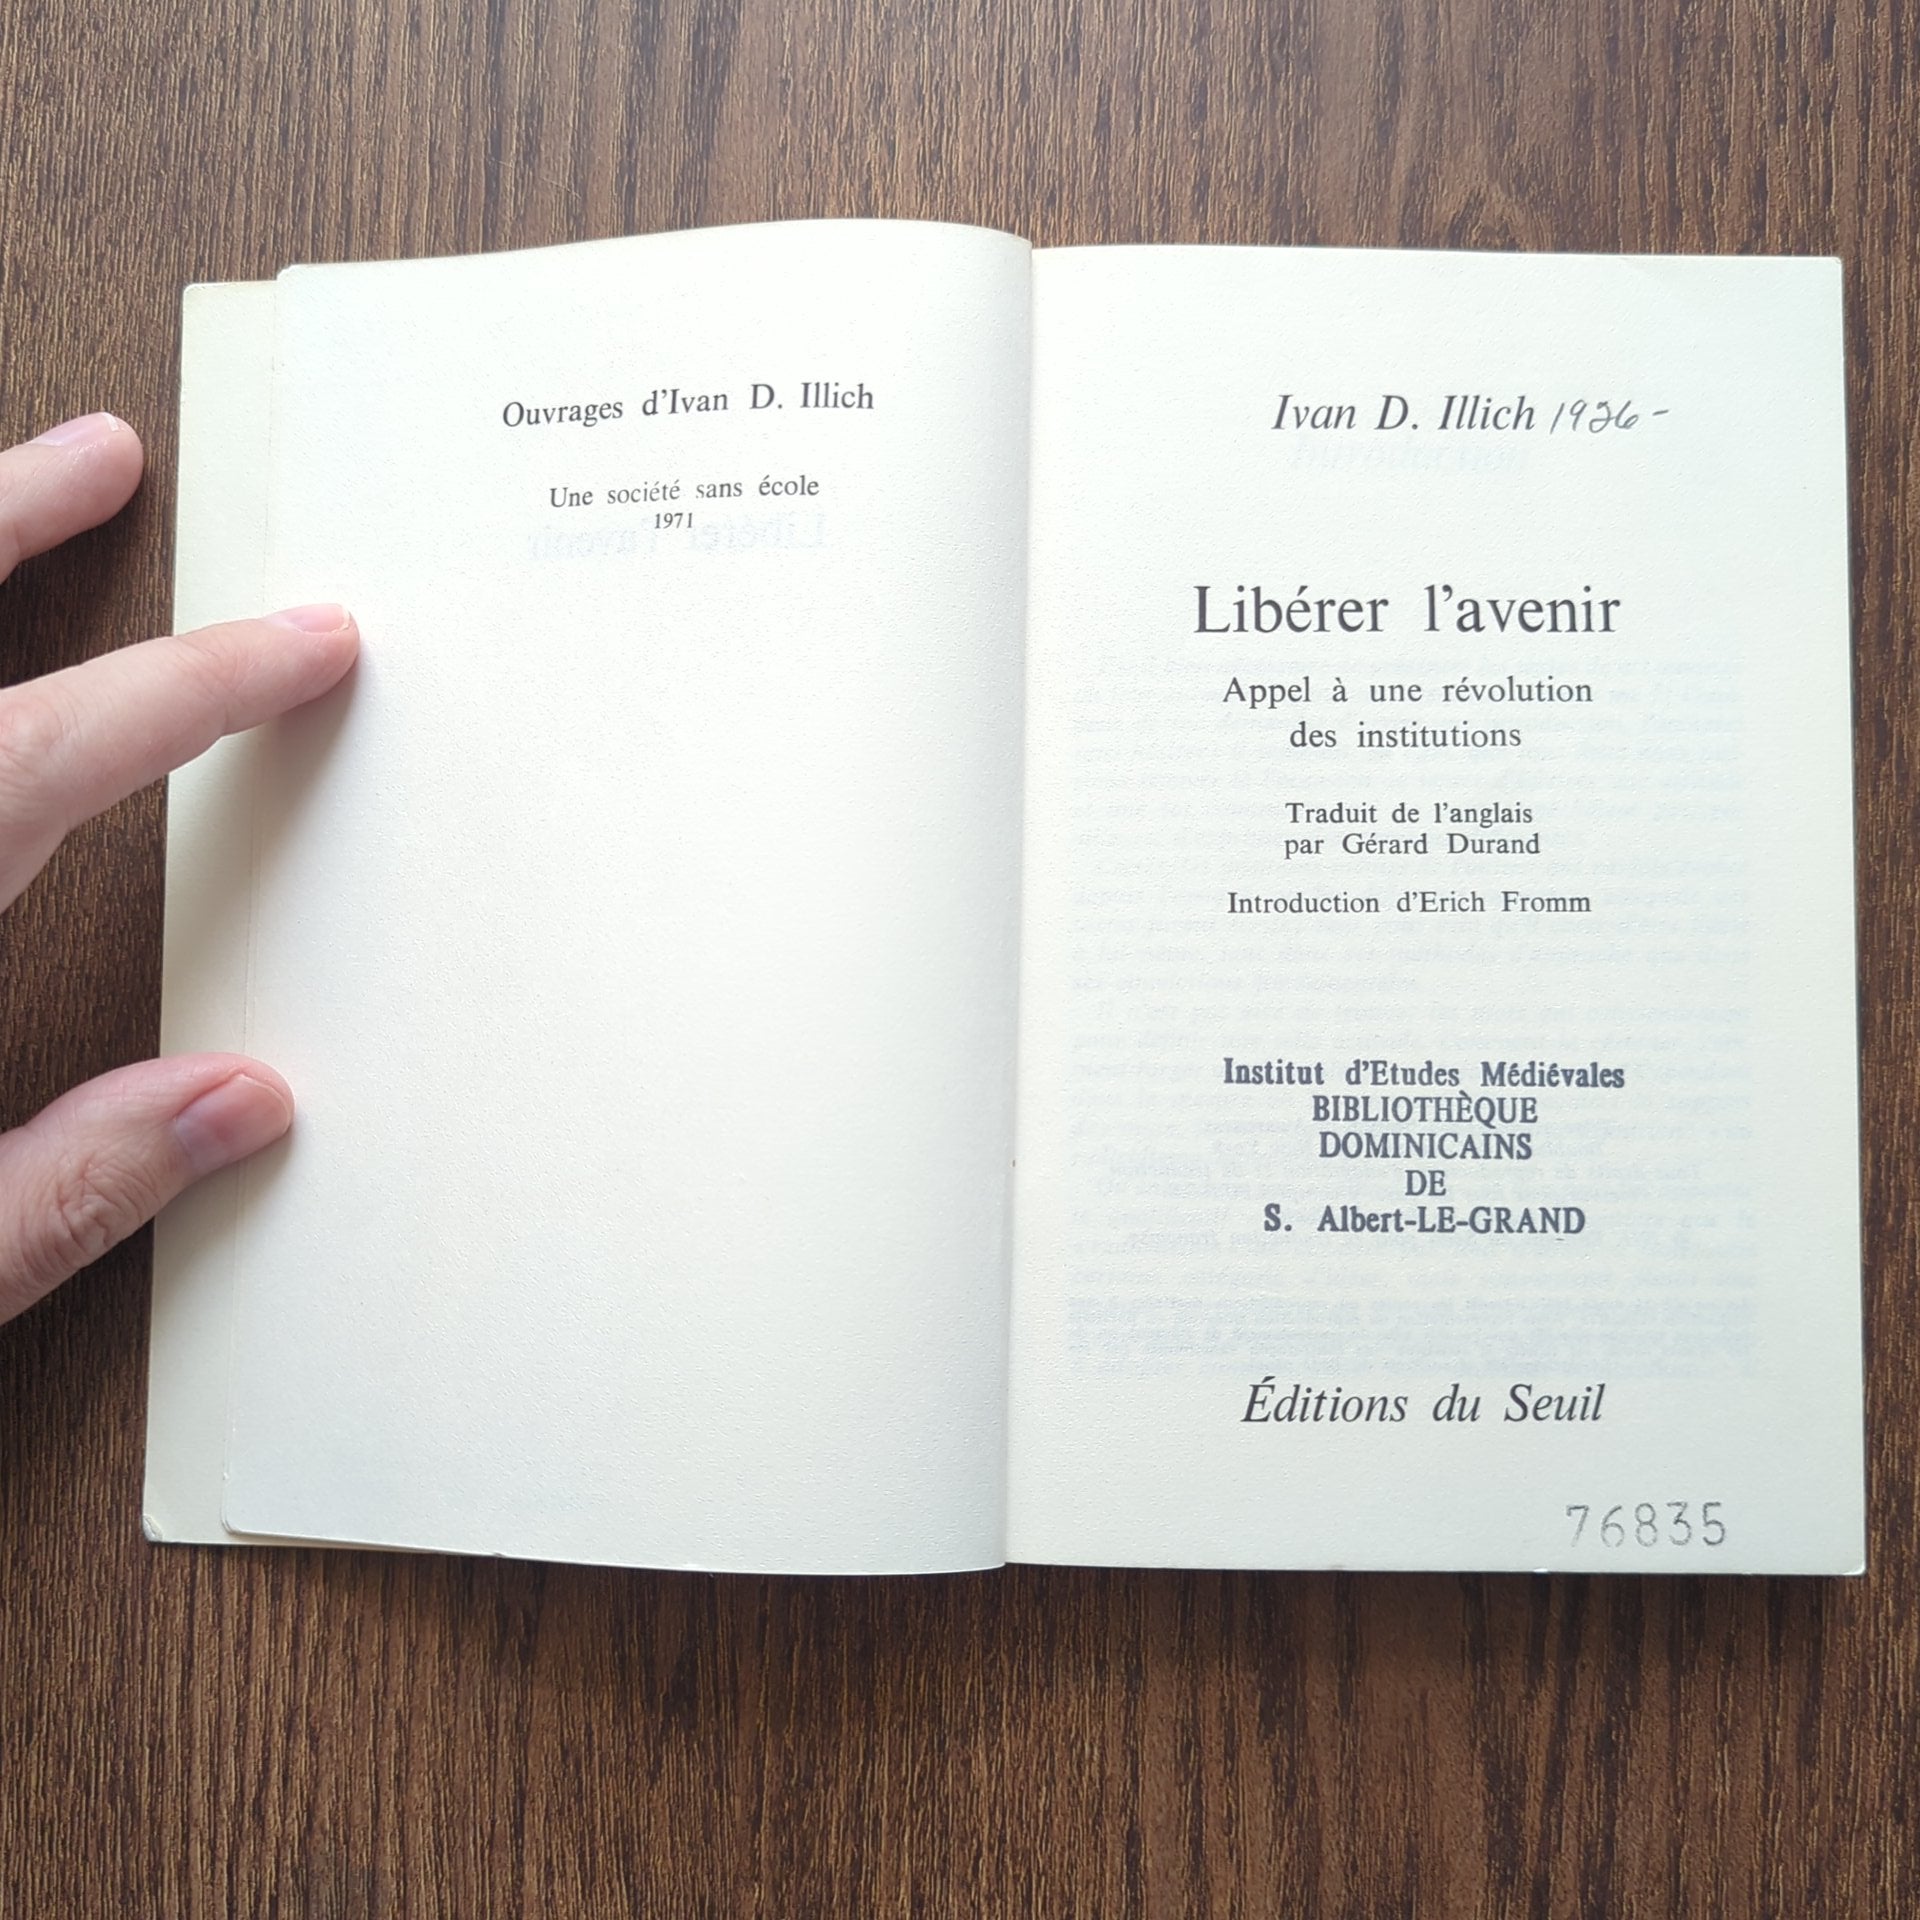 Ouvrages d'Ivan D. Illich
Une société sans école
1971
Ivan D. Illich 1926-
Libérer l'avenir
Appel à une révolution
des institutions
Traduit de l'anglais
par Gérard Durand
Introduction d'Erich Fromm
Institut d'Etudes Médiévales
BIBLIOTHÈQUE
DOMINICAINS
DE
S. Albert-LE-GRAND
Éditions du Seuil
76835